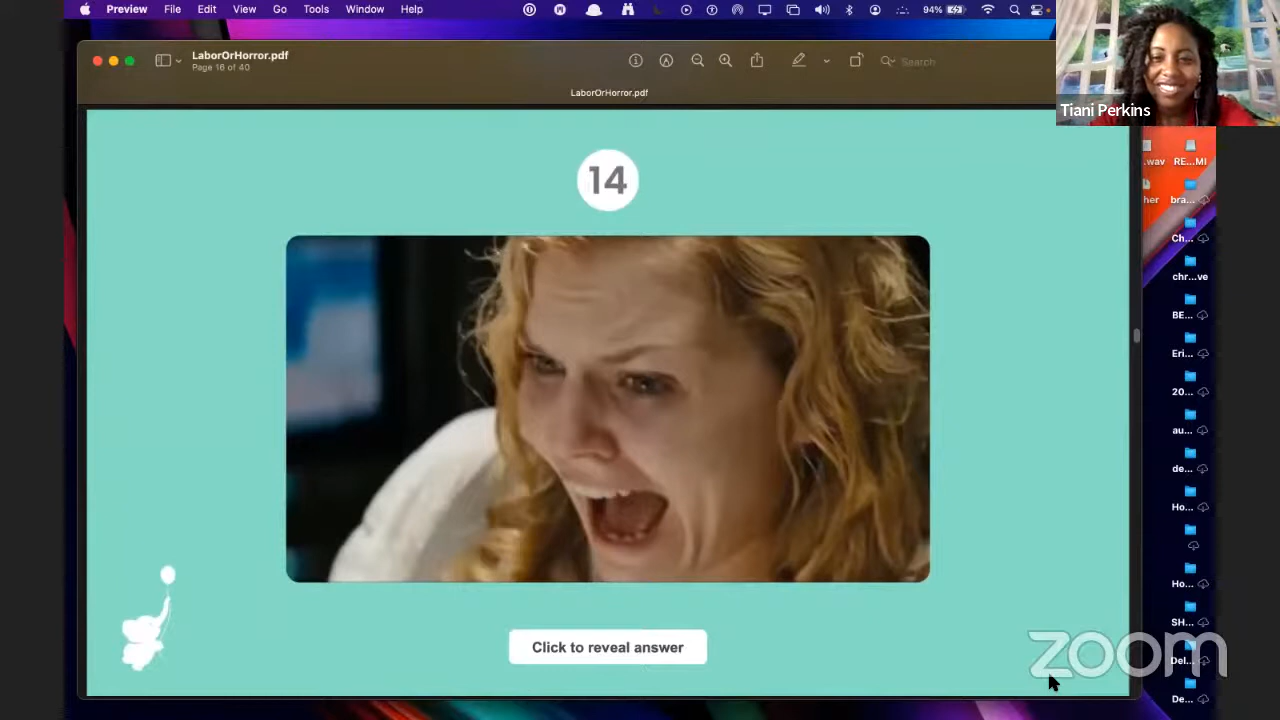 Preview File Edit View Go Tools Window Help
94%
LaborOrHorror.pdf
Page 16 of 40
Search
LaborOrHorror.pdf
Tiani Perkins
.wav RE...MI
her bra...
Ch...
chr...ve
BE...
Eri...
20...
au...
de...
Ho...
Ho...
SH...
Del...
De...
14
Click to reveal answer
zoom